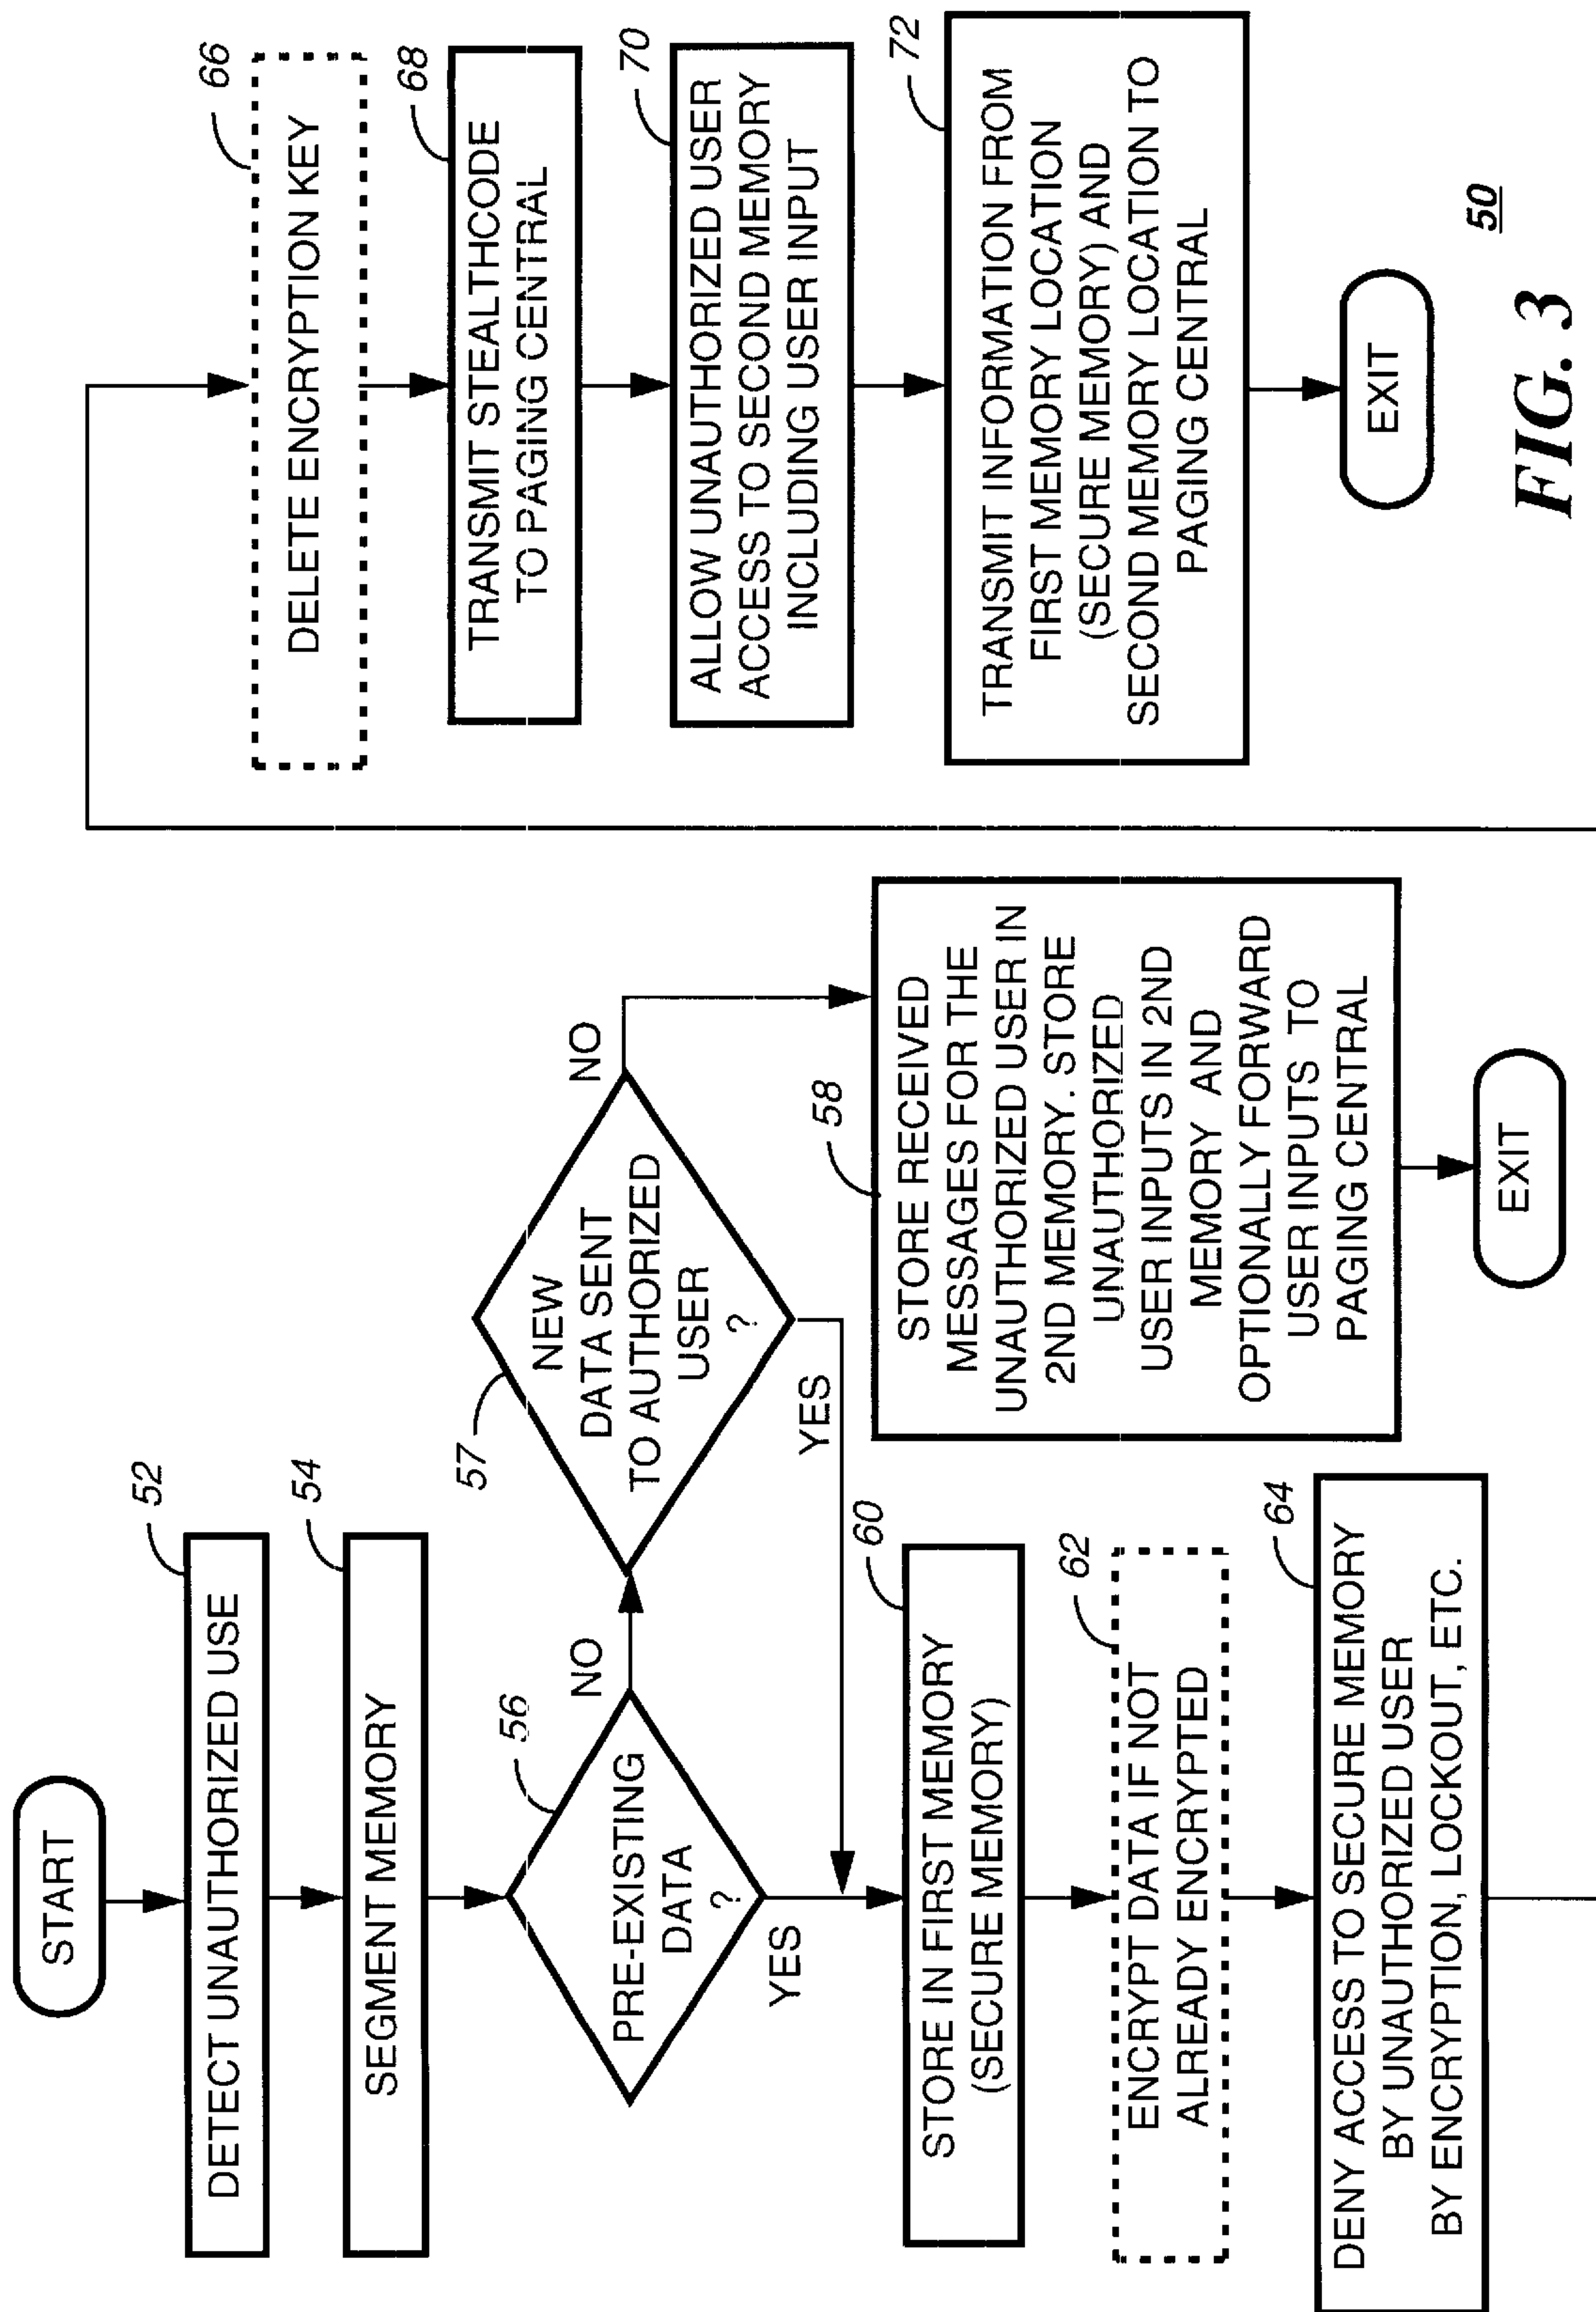 START
52
DETECT UNAUTHORIZED USE
54
SEGMENT MEMORY
56
PRE-EXISTING
DATA
?
NO
YES
57
NEW
DATA SENT
TO AUTHORIZED
USER
?
NO
YES
58
STORE RECEIVED
MESSAGES FOR THE
UNAUTHORIZED USER IN
2ND MEMORY. STORE
UNAUTHORIZED
USER INPUTS IN 2ND
MEMORY AND
OPTIONALLY FORWARD
USER INPUTS TO
PAGING CENTRAL
EXIT
60
STORE IN FIRST MEMORY
(SECURE MEMORY)
62
ENCRYPT DATA IF NOT
ALREADY ENCRYPTED
64
DENY ACCESS TO SECURE MEMORY
BY UNAUTHORIZED USER
BY ENCRYPTION, LOCKOUT, ETC.
66
DELETE ENCRYPTION KEY
68
TRANSMIT STEALTHCODE
TO PAGING CENTRAL
70
ALLOW UNAUTHORIZED USER
ACCESS TO SECOND MEMORY
INCLUDING USER INPUT
72
TRANSMIT INFORMATION FROM
FIRST MEMORY LOCATION
(SECURE MEMORY) AND
SECOND MEMORY LOCATION TO
PAGING CENTRAL
EXIT
50
FIG. 3